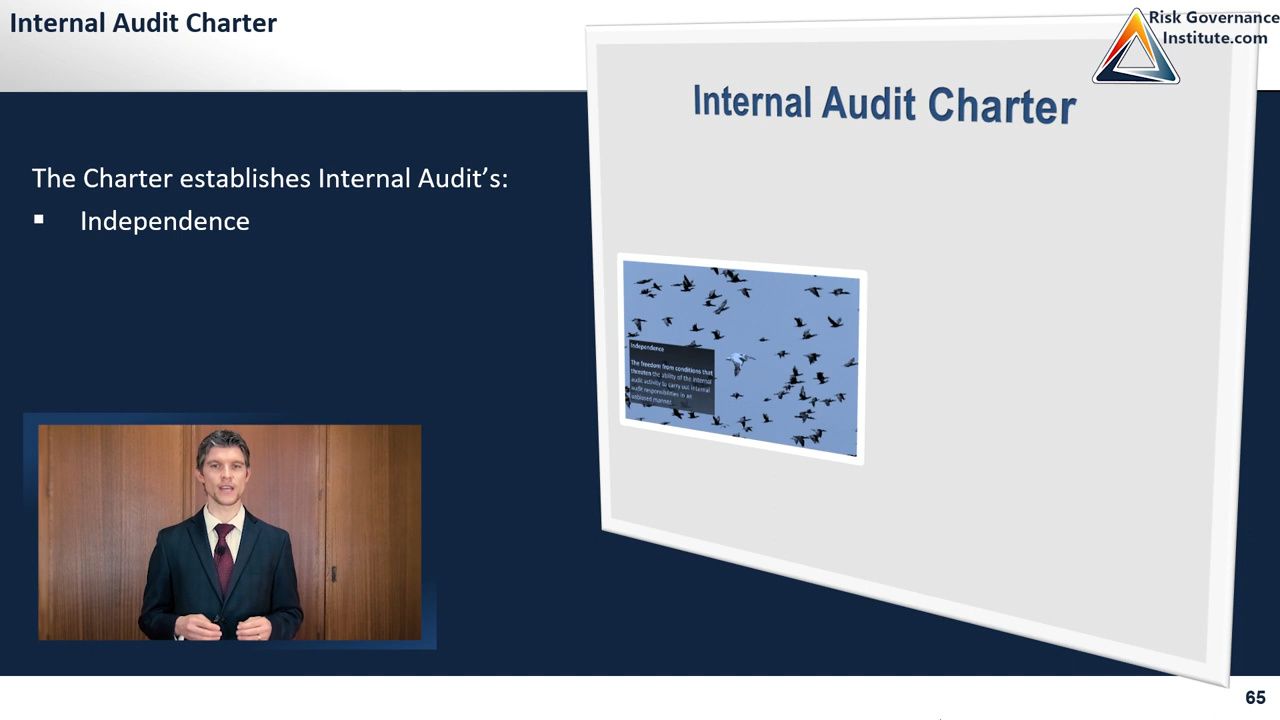 Internal Audit Charter
Risk Governance
Institute.com
Internal Audit Charter
The Charter establishes Internal Audit's:
▪ Independence
Independence
The freedom from conditions that
threaten the ability of the internal
audit activity to carry out internal
audit responsibilities in an
unbiased manner.
65